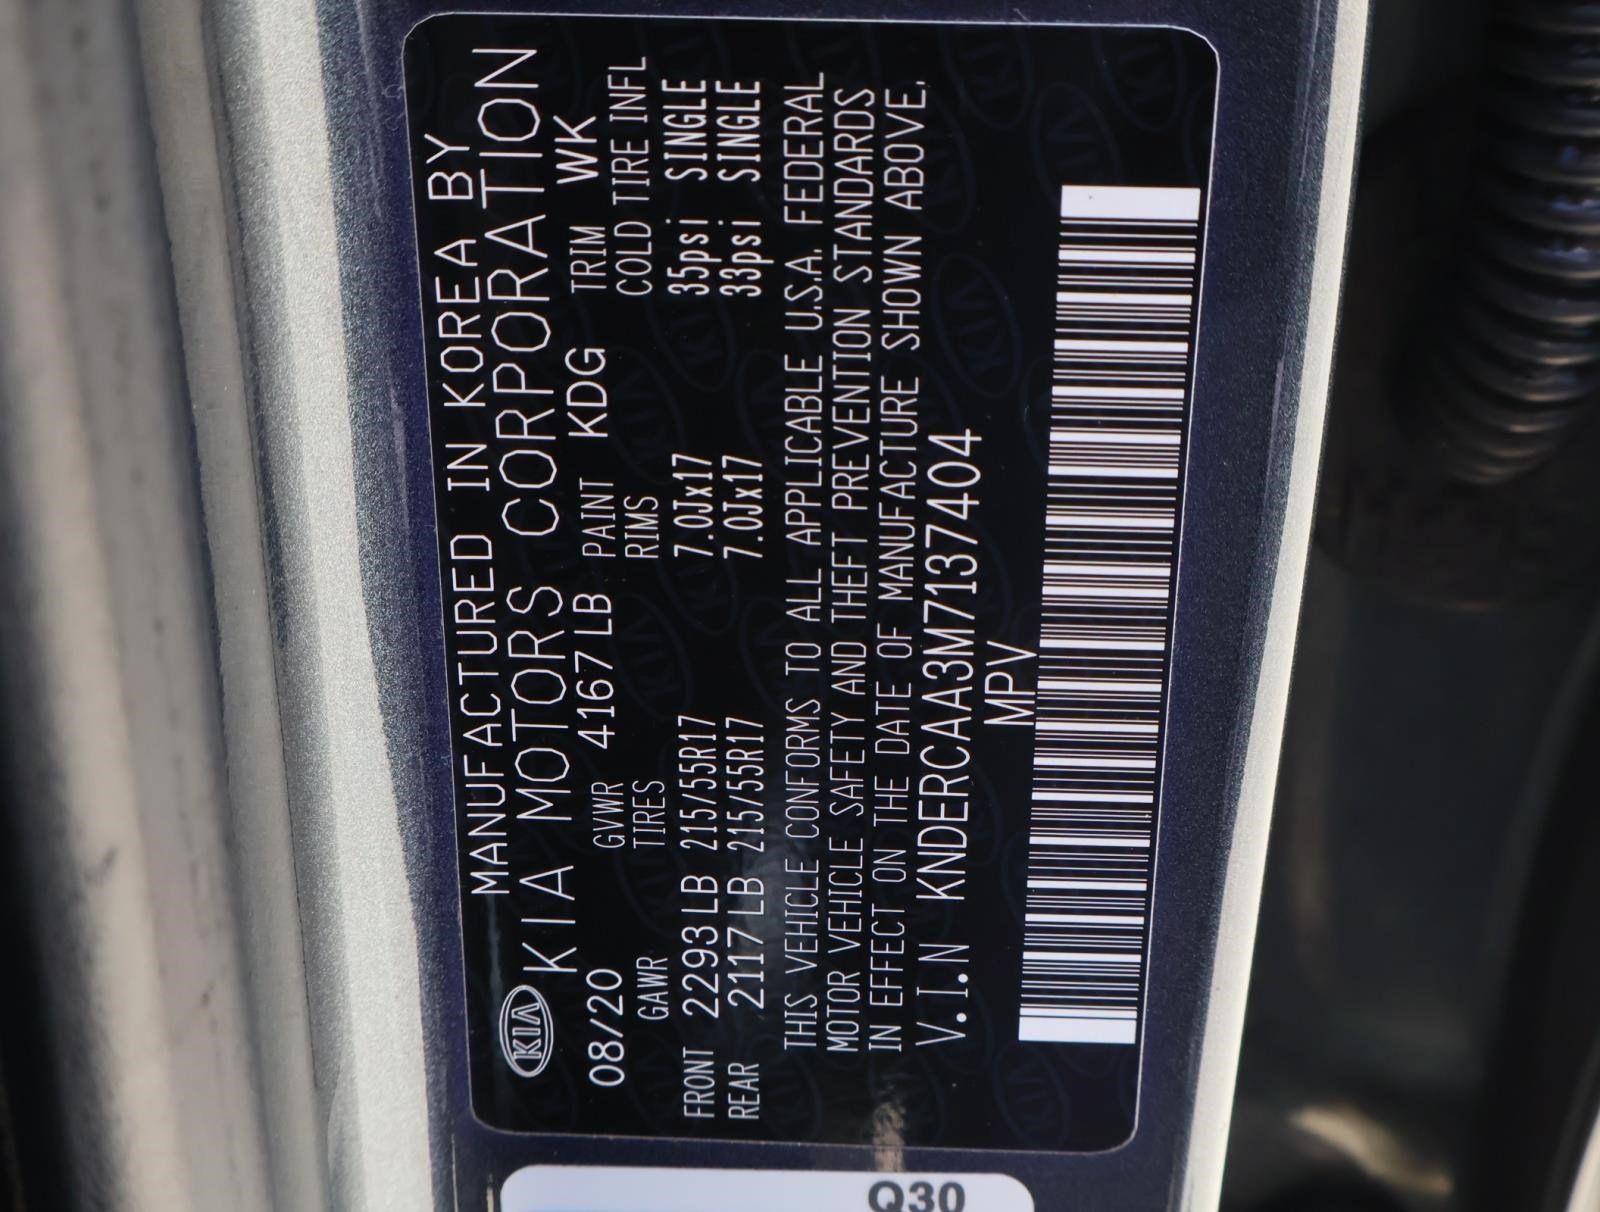 MANUFACTURED IN KOREA BY
KIA KIA MOTORS CORPORATION
08/20 GVWR 4167LB PAINT KDG TRIM WK
GAWR TIRES RIMS COLD TIRE INFL
FRONT 2293LB 215/55R17 7.0Jx17 35psi SINGLE
REAR 2117LB 215/55R17 7.0Jx17 33psi SINGLE
THIS VEHICLE CONFORMS TO ALL APPLICABLE U.S.A. FEDERAL
MOTOR VEHICLE SAFETY AND THEFT PREVENTION STANDARDS
IN EFFECT ON THE DATE OF MANUFACTURE SHOWN ABOVE.
V.I.N KNDERCAA3M7137404
MPV
Q30